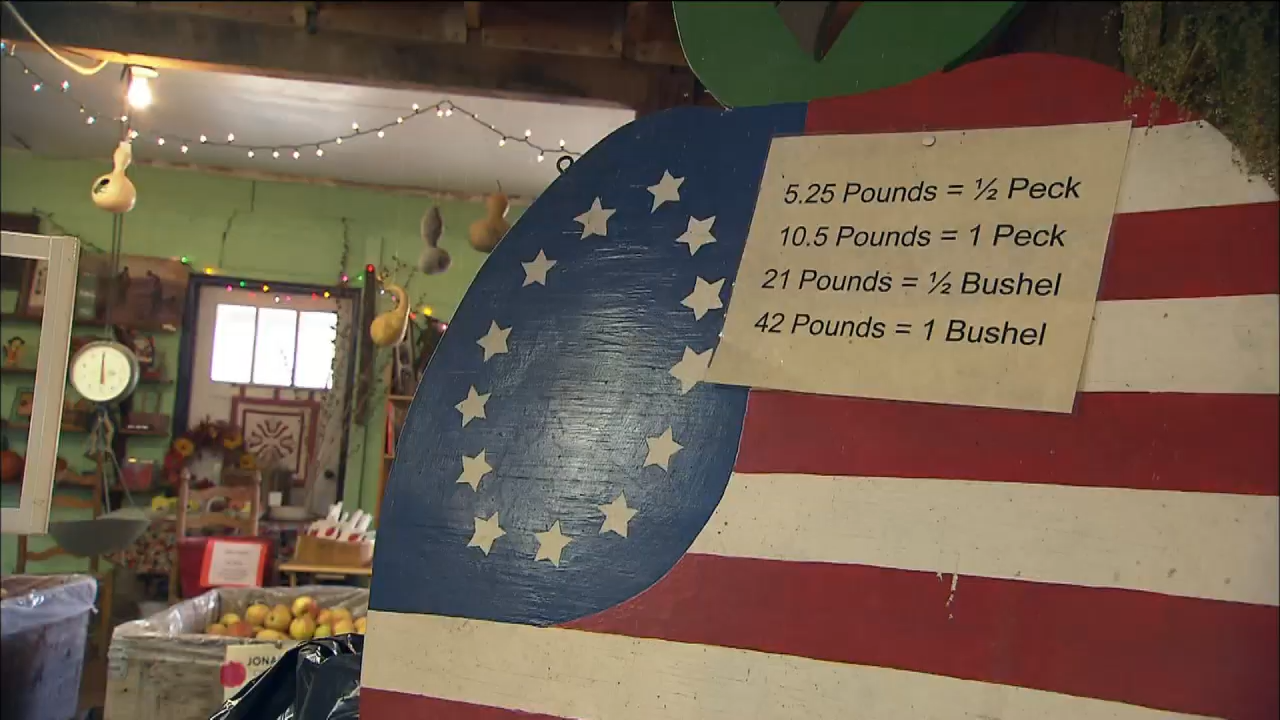 5.25 Pounds = ½ Peck
10.5 Pounds = 1 Peck
21 Pounds = ½ Bushel
42 Pounds = 1 Bushel
JONA